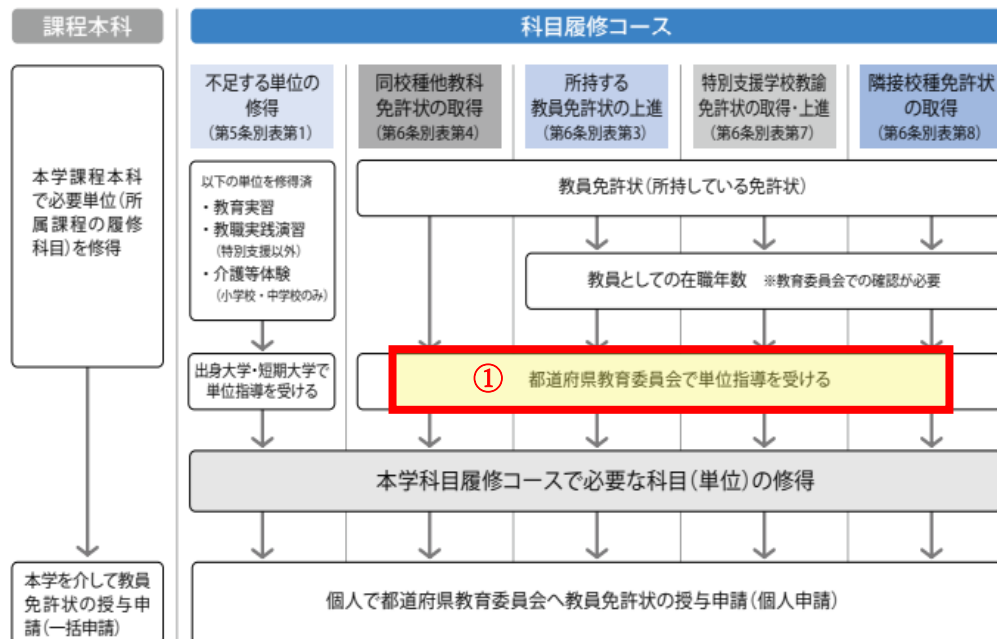 課程本科
科目履修コース
不足する単位の
修得
(第5条別表第1)
同校種他教科
免許状の取得
(第6条別表第4)
所持する
教員免許状の上進
(第6条別表第3)
特別支援学校教諭
免許状の取得・上進
(第6条別表第7)
隣接校種免許状
の取得
(第6条別表第8)
本学課程本科
で必要単位(所
属課程の履修
科目)を修得
以下の単位を修得済
・教育実習
・教職実践演習
(特別支援以外)
・介護等体験
(小学校・中学校のみ)
教員免許状(所持している免許状)
教員としての在職年数 ※教育委員会での確認が必要
出身大学・短期大学で
単位指導を受ける
① 都道府県教育委員会で単位指導を受ける
本学科目履修コースで必要な科目(単位)の修得
本学を介して教員
免許状の授与申
請(一括申請)
個人で都道府県教育委員会へ教員免許状の授与申請(個人申請)